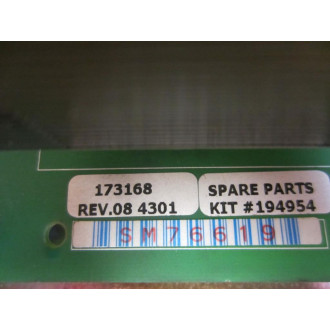 173168
REV.08 4301
SPARE PARTS
KIT #194954
SM76619